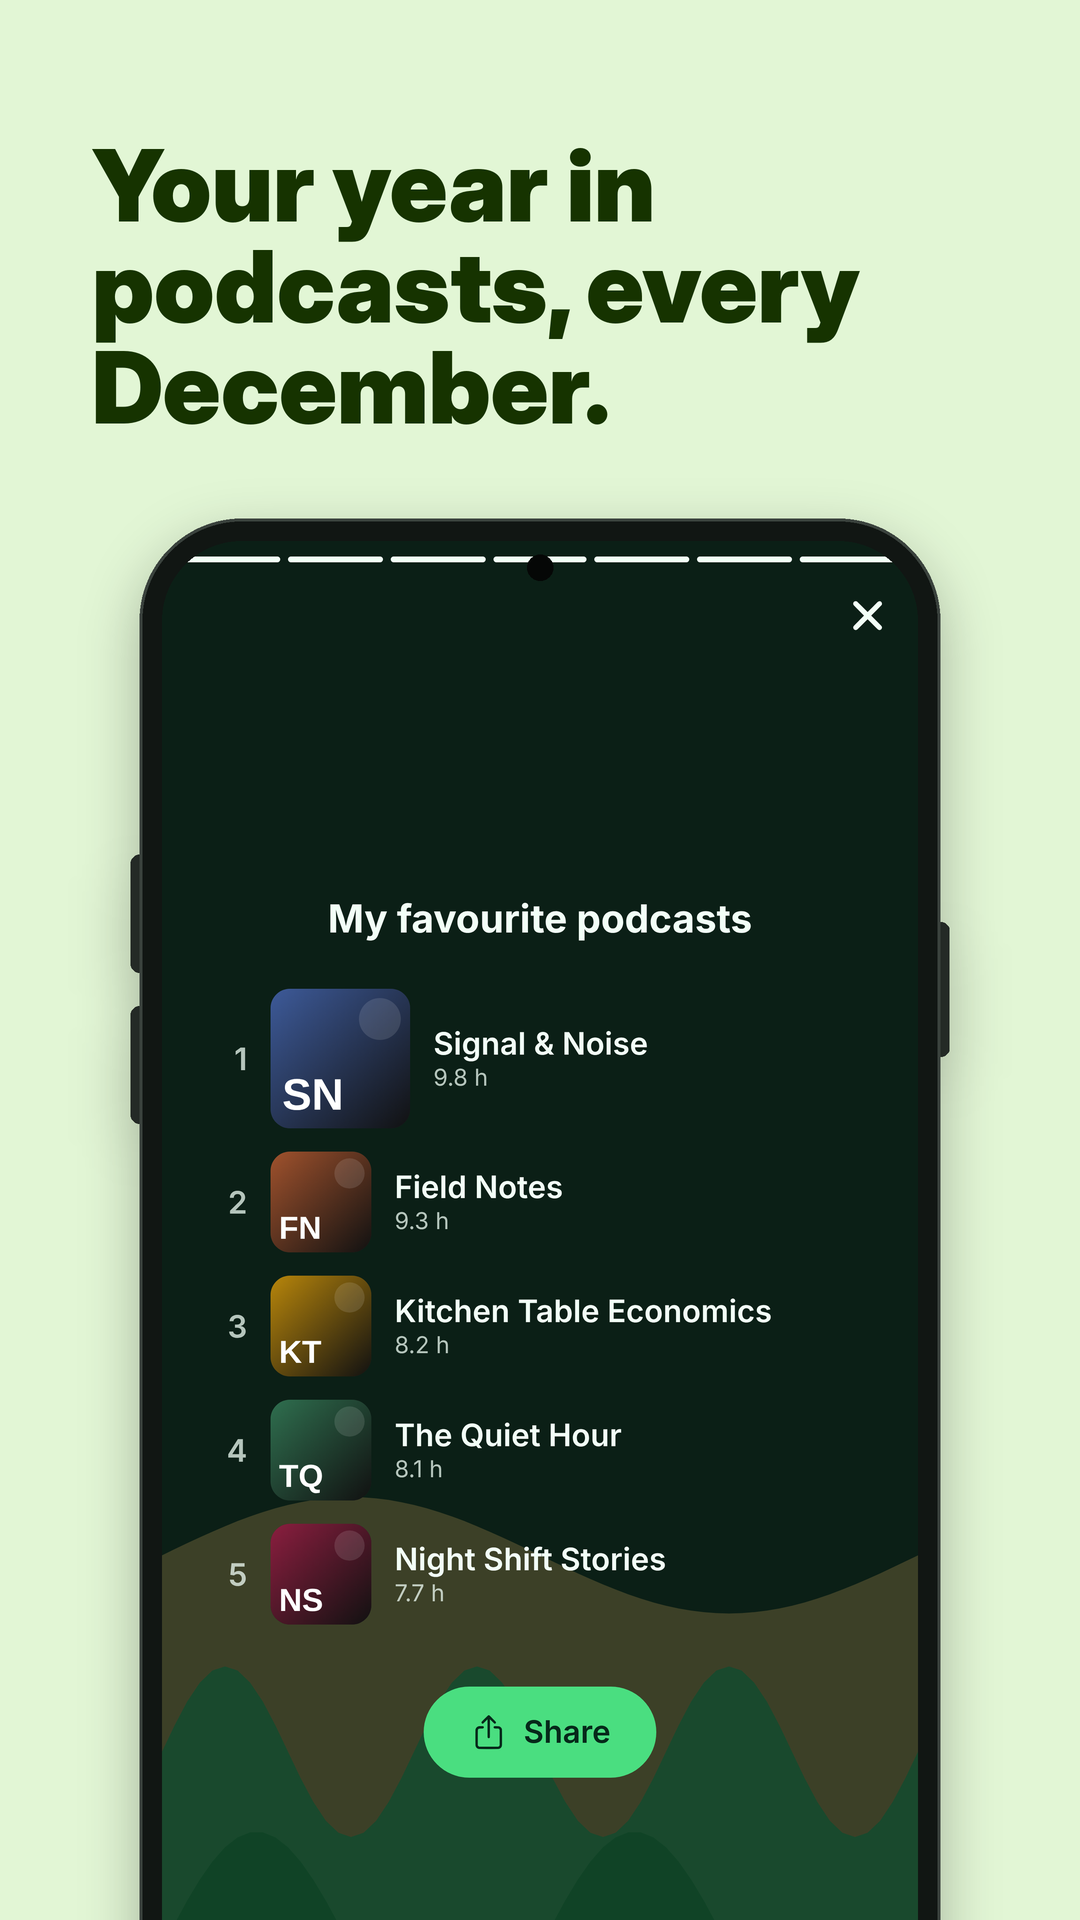 Your year in
podcasts, every
December.
My favourite podcasts
1
SN
Signal & Noise
9.8 h
2
FN
Field Notes
9.3 h
3
KT
Kitchen Table Economics
8.2 h
4
TQ
The Quiet Hour
8.1 h
5
NS
Night Shift Stories
7.7 h
Share